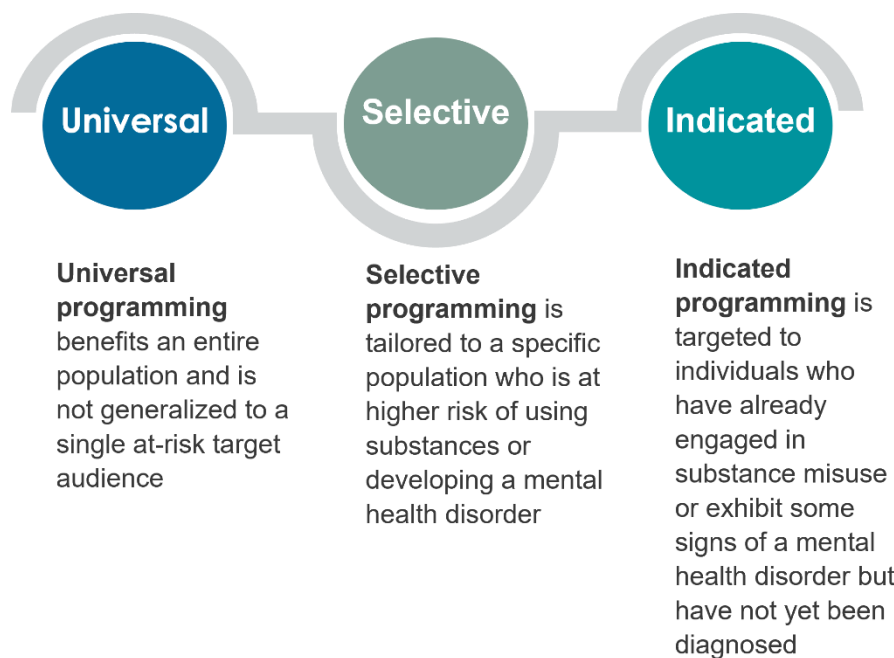 Universal
Selective
Indicated
Universal
programming
benefits an entire
population and is
not generalized to a
single at-risk target
audience
Selective
programming is
tailored to a specific
population who is at
higher risk of using
substances or
developing a mental
health disorder
Indicated
programming is
targeted to
individuals who
have already
engaged in
substance misuse
or exhibit some
signs of a mental
health disorder but
have not yet been
diagnosed